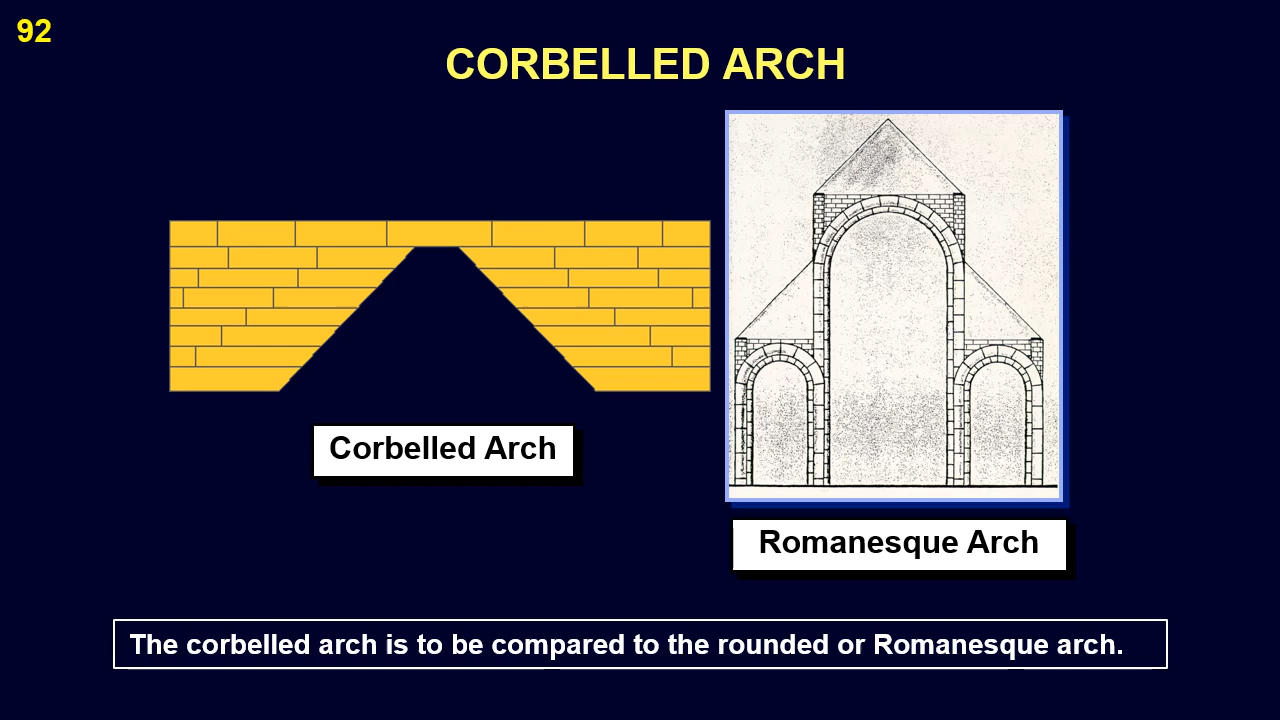 92
CORBELLED ARCH
Corbelled Arch
Romanesque Arch
The corbelled arch is to be compared to the rounded or Romanesque arch.